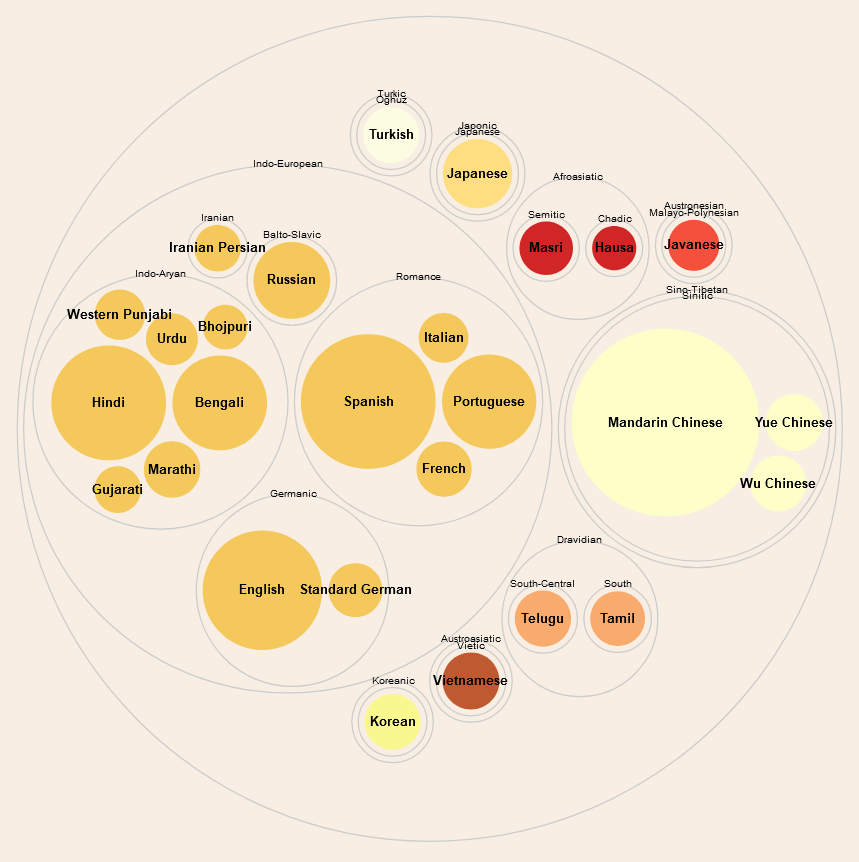 Turkic
Oghuz
Turkish
Japonic
Japanese
Japanese
Indo-European
Afroasiatic
Semitic
Chadic
Masri
Hausa
Austronesian
Malayo-Polynesian
Javanese
Iranian
Iranian Persian
Balto-Slavic
Russian
Indo-Aryan
Western Punjabi
Urdu
Bhojpuri
Hindi
Bengali
Marathi
Gujarati
Romance
Italian
Spanish
Portuguese
French
Sino-Tibetan
Sinitic
Mandarin Chinese
Yue Chinese
Wu Chinese
Germanic
English
Standard German
Dravidian
South-Central
South
Telugu
Tamil
Austroasiatic
Vietic
Vietnamese
Koreanic
Korean